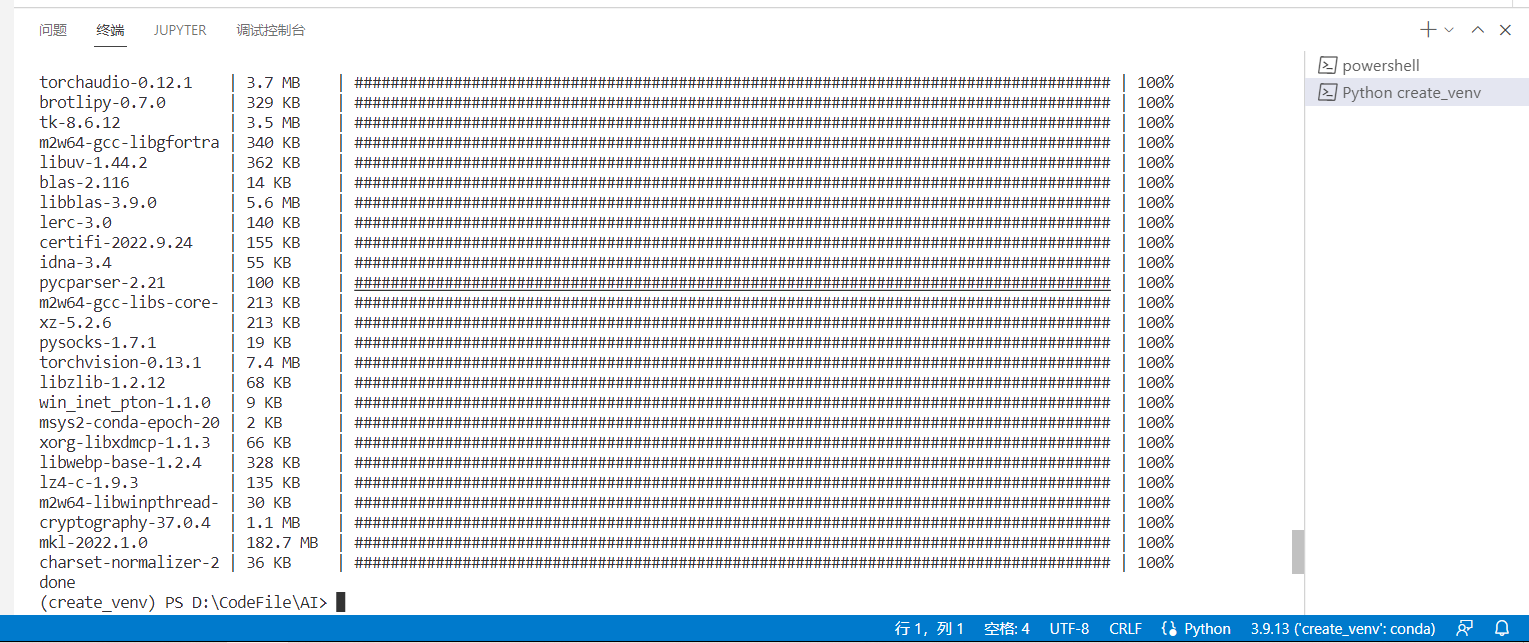 问题 终端 JUPYTER 调试控制台
powershell
Python create_venv
torchaudio-0.12.1 | 3.7 MB | #################################################################################### | 100%
brotlipy-0.7.0 | 329 KB | #################################################################################### | 100%
tk-8.6.12 | 3.5 MB | #################################################################################### | 100%
m2w64-gcc-libgfortra | 340 KB | #################################################################################### | 100%
libuv-1.44.2 | 362 KB | #################################################################################### | 100%
blas-2.116 | 14 KB | #################################################################################### | 100%
libblas-3.9.0 | 5.6 MB | #################################################################################### | 100%
lerc-3.0 | 140 KB | #################################################################################### | 100%
certifi-2022.9.24 | 155 KB | #################################################################################### | 100%
idna-3.4 | 55 KB | #################################################################################### | 100%
pycparser-2.21 | 100 KB | #################################################################################### | 100%
m2w64-gcc-libs-core- | 213 KB | #################################################################################### | 100%
xz-5.2.6 | 213 KB | #################################################################################### | 100%
pysocks-1.7.1 | 19 KB | #################################################################################### | 100%
torchvision-0.13.1 | 7.4 MB | #################################################################################### | 100%
libzlib-1.2.12 | 68 KB | #################################################################################### | 100%
win_inet_pton-1.1.0 | 9 KB | #################################################################################### | 100%
msys2-conda-epoch-20 | 2 KB | #################################################################################### | 100%
xorg-libxdmcp-1.1.3 | 66 KB | #################################################################################### | 100%
libwebp-base-1.2.4 | 328 KB | #################################################################################### | 100%
lz4-c-1.9.3 | 135 KB | #################################################################################### | 100%
m2w64-libwinpthread- | 30 KB | #################################################################################### | 100%
cryptography-37.0.4 | 1.1 MB | #################################################################################### | 100%
mkl-2022.1.0 | 182.7 MB | #################################################################################### | 100%
charset-normalizer-2 | 36 KB | #################################################################################### | 100%
done
(create_venv) PS D:\CodeFile\AI>
行 1，列 1 空格: 4 UTF-8 CRLF Python 3.9.13 ('create_venv': conda)